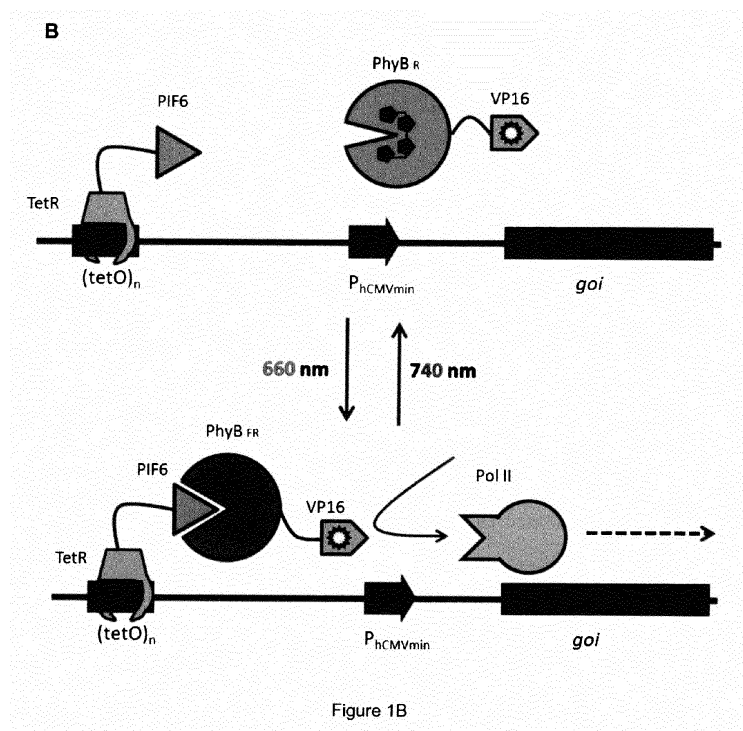 B
PhyB R
PIF6
VP16
TetR
(tetO)n
PhCMVmin
goi
660 nm
740 nm
PhyB FR
PIF6
VP16
Pol II
TetR
(tetO)n
PhCMVmin
goi
Figure 1B